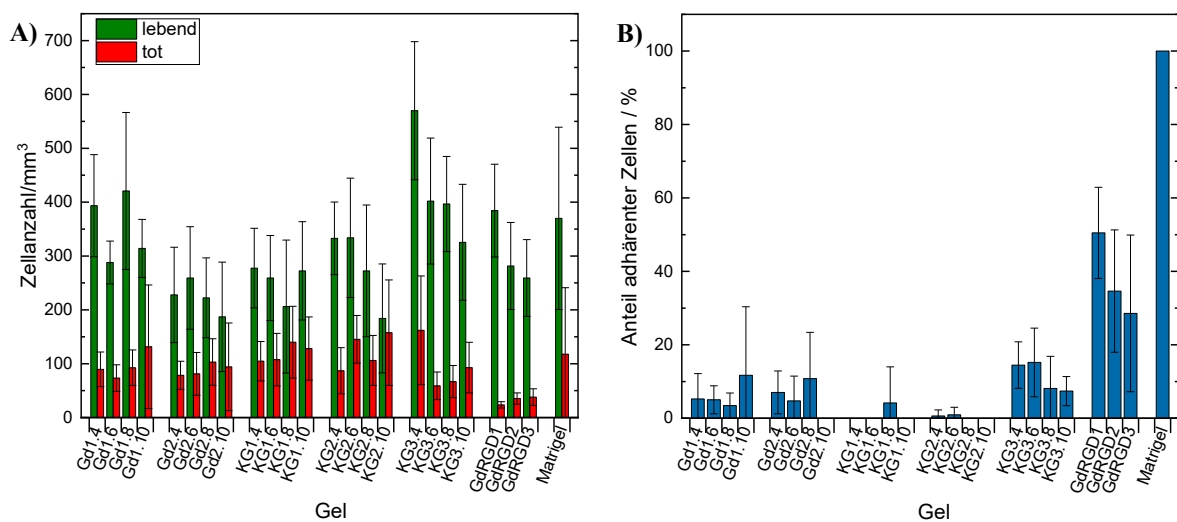 A)
lebend
tot
Zellanzahl/mm³
700
600
500
400
300
200
100
0
Gd1.4
Gd1.6
Gd1.8
Gd1.10
Gd2.4
Gd2.6
Gd2.8
Gd2.10
KG1.4
KG1.6
KG1.8
KG1.10
KG2.4
KG2.6
KG2.8
KG2.10
KG3.4
KG3.6
KG3.8
KG3.10
GdRGD1
GdRGD2
GdRGD3
Matrigel
Gel
B)
Anteil adhärenter Zellen / %
100
80
60
40
20
0
Gd1.4
Gd1.6
Gd1.8
Gd1.10
Gd2.4
Gd2.6
Gd2.8
Gd2.10
KG1.4
KG1.6
KG1.8
KG1.10
KG2.4
KG2.6
KG2.8
KG2.10
KG3.4
KG3.6
KG3.8
KG3.10
GdRGD1
GdRGD2
GdRGD3
Matrigel
Gel